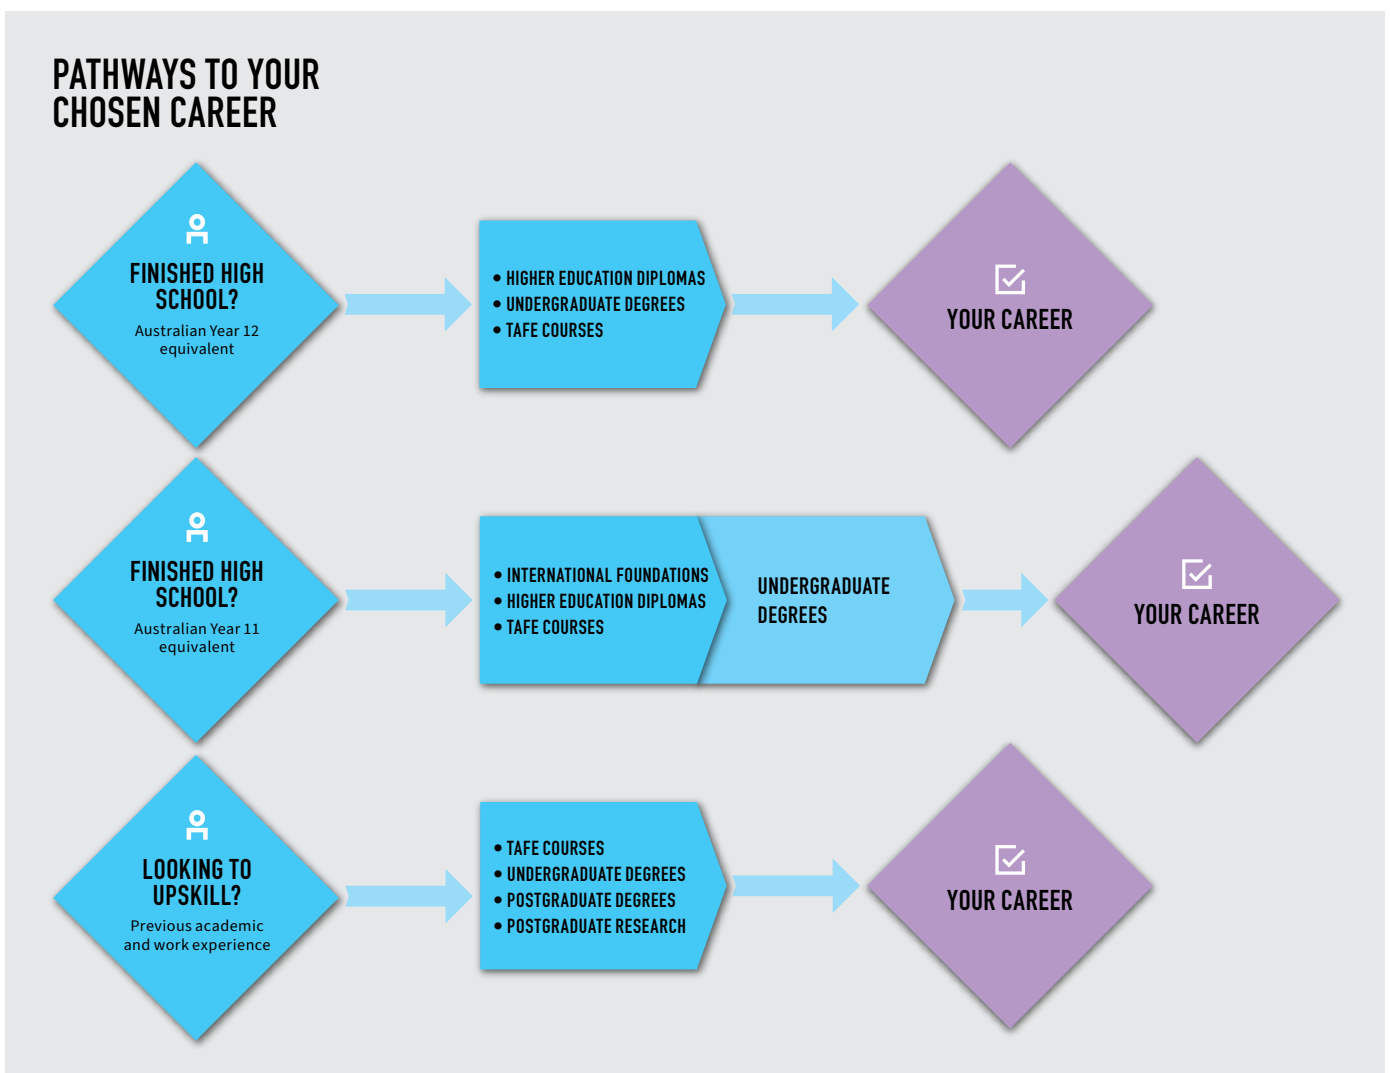 PATHWAYS TO YOUR
CHOSEN CAREER
FINISHED HIGH
SCHOOL?
Australian Year 12
equivalent
• HIGHER EDUCATION DIPLOMAS
• UNDERGRADUATE DEGREES
• TAFE COURSES
YOUR CAREER
FINISHED HIGH
SCHOOL?
Australian Year 11
equivalent
• INTERNATIONAL FOUNDATIONS
• HIGHER EDUCATION DIPLOMAS
• TAFE COURSES
UNDERGRADUATE
DEGREES
YOUR CAREER
LOOKING TO
UPSKILL?
Previous academic
and work experience
• TAFE COURSES
• UNDERGRADUATE DEGREES
• POSTGRADUATE DEGREES
• POSTGRADUATE RESEARCH
YOUR CAREER